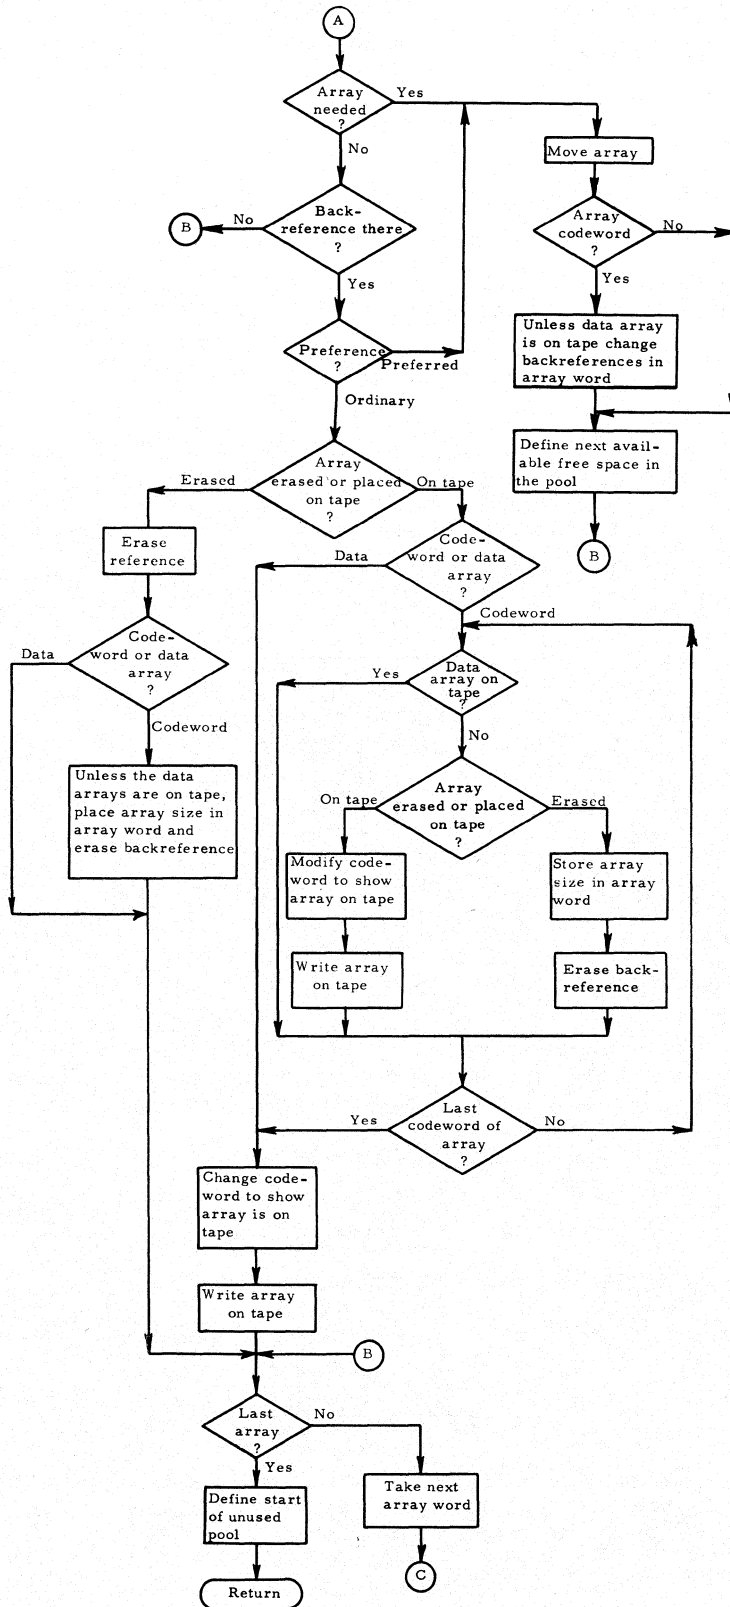 A
Array
needed
?
Yes
No
Move array
Back-
reference there
?
No
B
Yes
Array
codeword
?
No
Yes
Preference
?
Preferred
Ordinary
Unless data array
is on tape change
backreferences in
array word
Define next avail-
able free space in
the pool
B
Array
erased or placed
on tape
?
Erased
On tape
Erase
reference
Code-
word or data
array
?
Data
Codeword
Code-
word or data
array
?
Data
Codeword
Data
array on
tape
?
Yes
No
Unless the data
arrays are on tape,
place array size in
array word and
erase backreference
Array
erased or placed
on tape
?
On tape
Erased
Modify code-
word to show
array on tape
Store array
size in array
word
Write array
on tape
Erase back-
reference
Last
codeword of
array
?
Yes
No
Change code-
word to show
array is on
tape
Write array
on tape
B
Last
array
?
No
Yes
Define start
of unused
pool
Take next
array word
C
Return